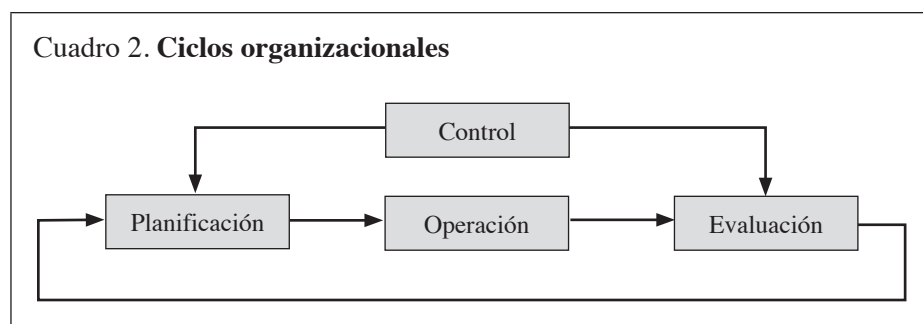 Cuadro 2. Ciclos organizacionales
Control
Planificación
Operación
Evaluación